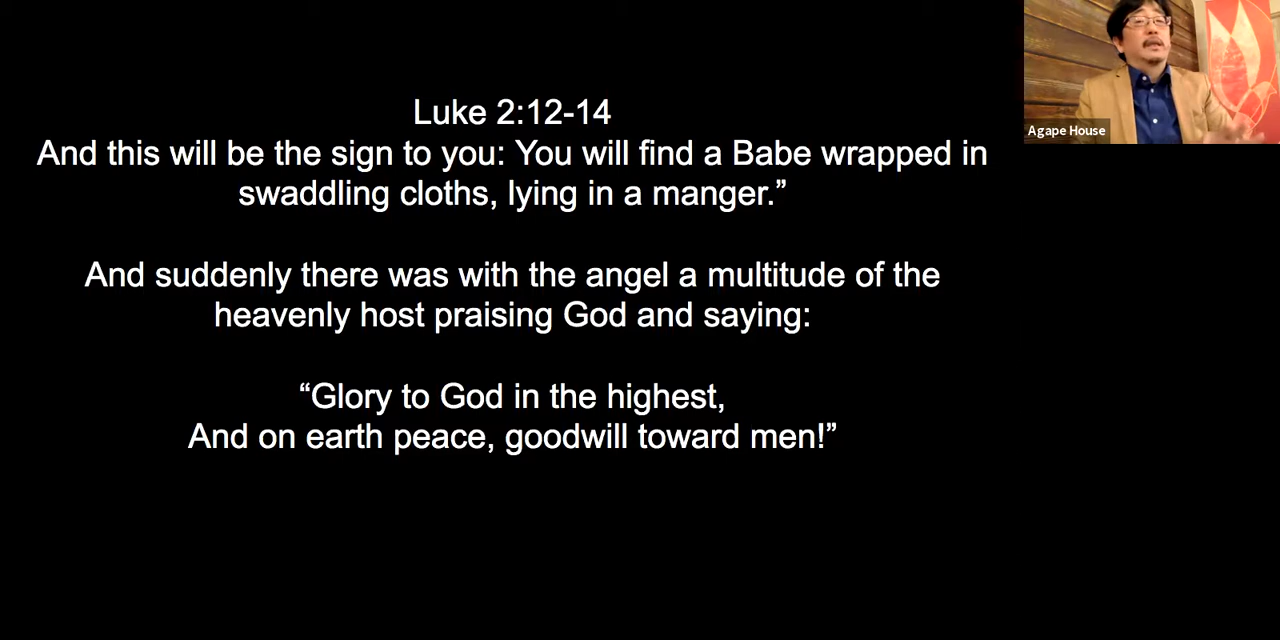 Luke 2:12-14
And this will be the sign to you: You will find a Babe wrapped in
swaddling cloths, lying in a manger.”
And suddenly there was with the angel a multitude of the
heavenly host praising God and saying:
“Glory to God in the highest,
And on earth peace, goodwill toward men!”
Agape House